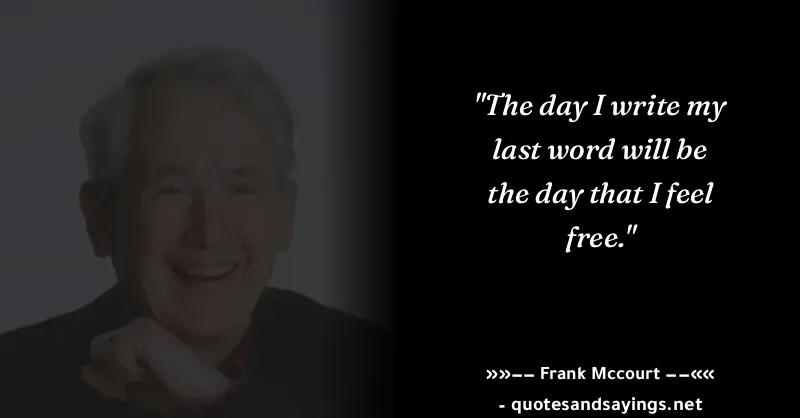 "The day I write my
last word will be
the day that I feel
free."
»»—— Frank Mccourt ——««
- quotesandsayings.net